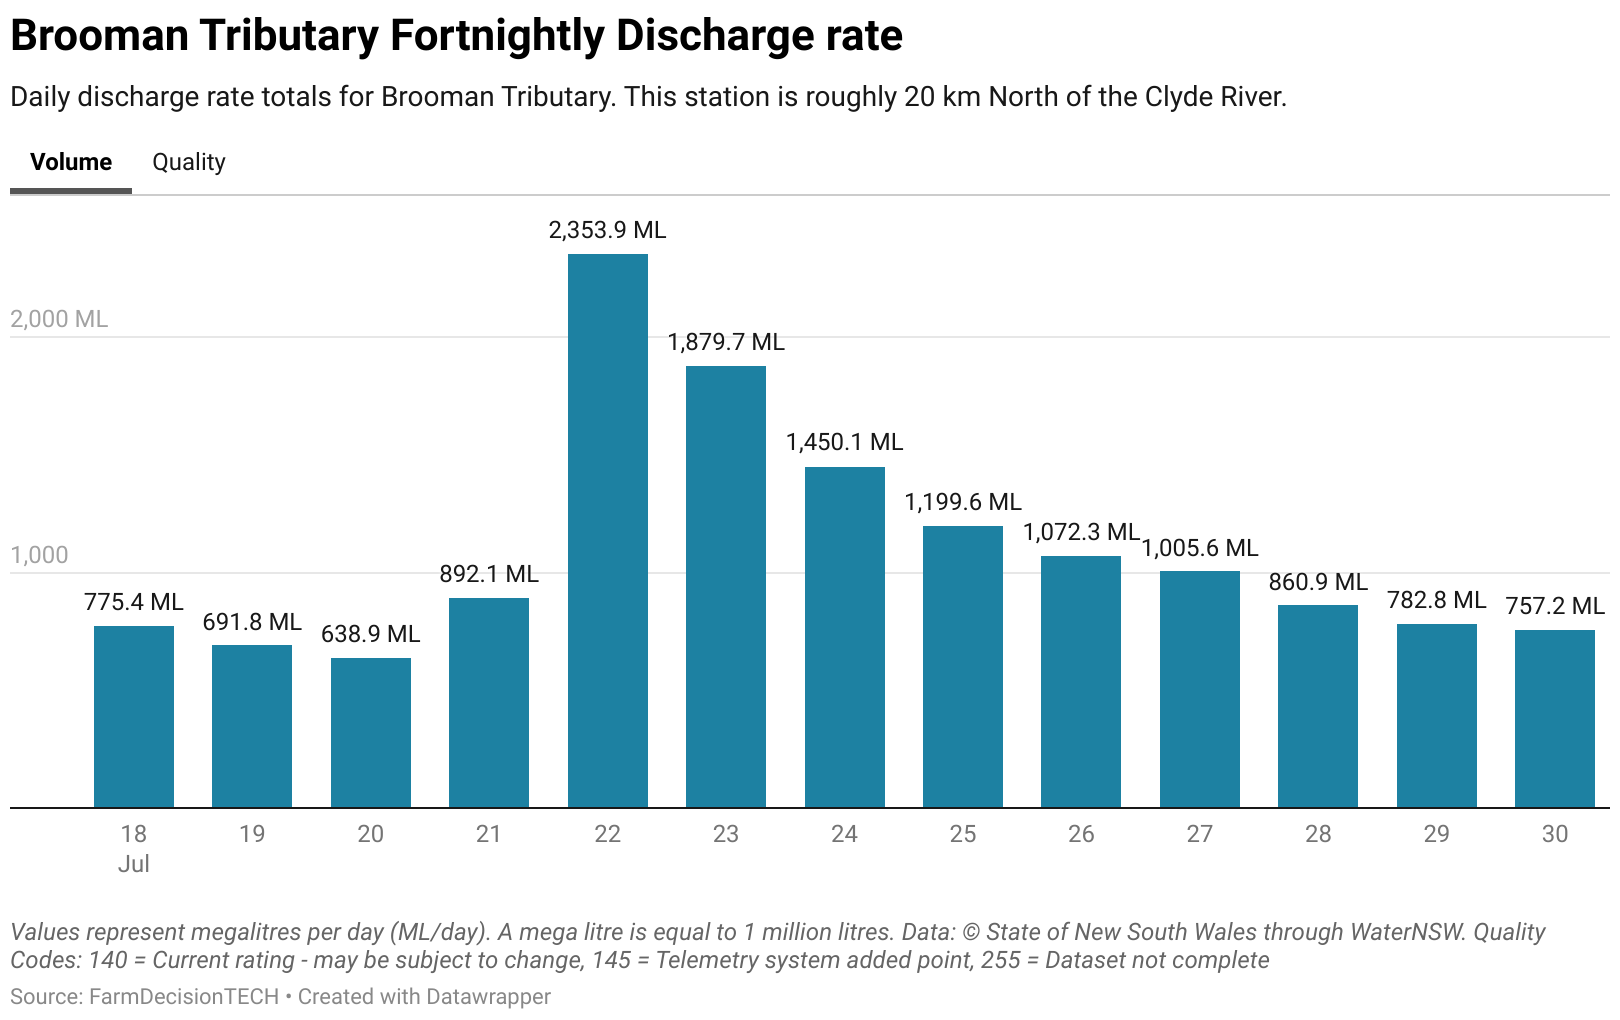 Brooman Tributary Fortnightly Discharge rate
Daily discharge rate totals for Brooman Tributary. This station is roughly 20 km North of the Clyde River.
Volume Quality
2,353.9 ML
2,000 ML
1,879.7 ML
1,450.1 ML
1,199.6 ML
1,072.3 ML
1,005.6 ML
1,000
892.1 ML
860.9 ML
782.8 ML
775.4 ML
757.2 ML
691.8 ML
638.9 ML
18 19 20 21 22 23 24 25 26 27 28 29 30
Jul
Values represent megalitres per day (ML/day). A mega litre is equal to 1 million litres. Data: © State of New South Wales through WaterNSW. Quality
Codes: 140 = Current rating - may be subject to change, 145 = Telemetry system added point, 255 = Dataset not complete
Source: FarmDecisionTECH • Created with Datawrapper